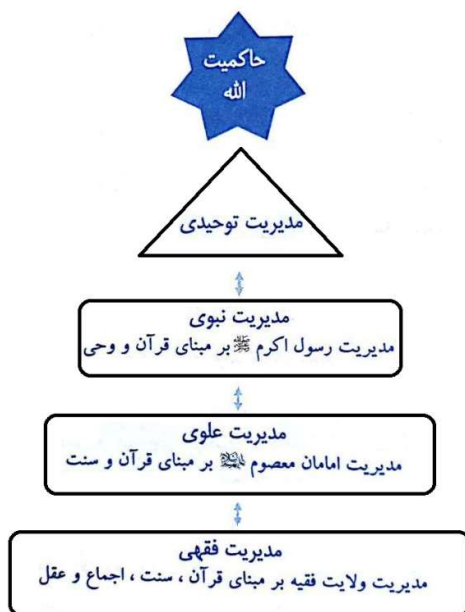 حاکمیت
الله
مدیریت توحیدی
مدیریت نبوی
مدیریت رسول اکرم ﷺ بر مبنای قرآن و وحی
مدیریت علوی
مدیریت امامان معصوم بر مبنای قرآن و سنت
مدیریت فقهی
مدیریت ولایت فقیه بر مبنای قرآن ، سنت ، اجماع و عقل